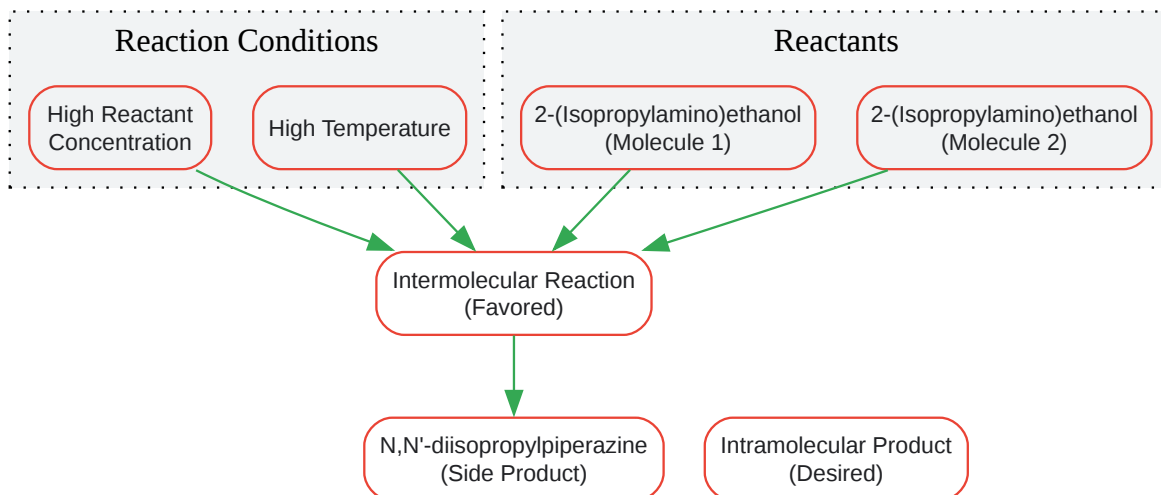 Reaction Conditions
Reactants
High Reactant
Concentration
High Temperature
2-(Isopropylamino)ethanol
(Molecule 1)
2-(Isopropylamino)ethanol
(Molecule 2)
Intermolecular Reaction
(Favored)
N,N'-diisopropylpiperazine
(Side Product)
Intramolecular Product
(Desired)